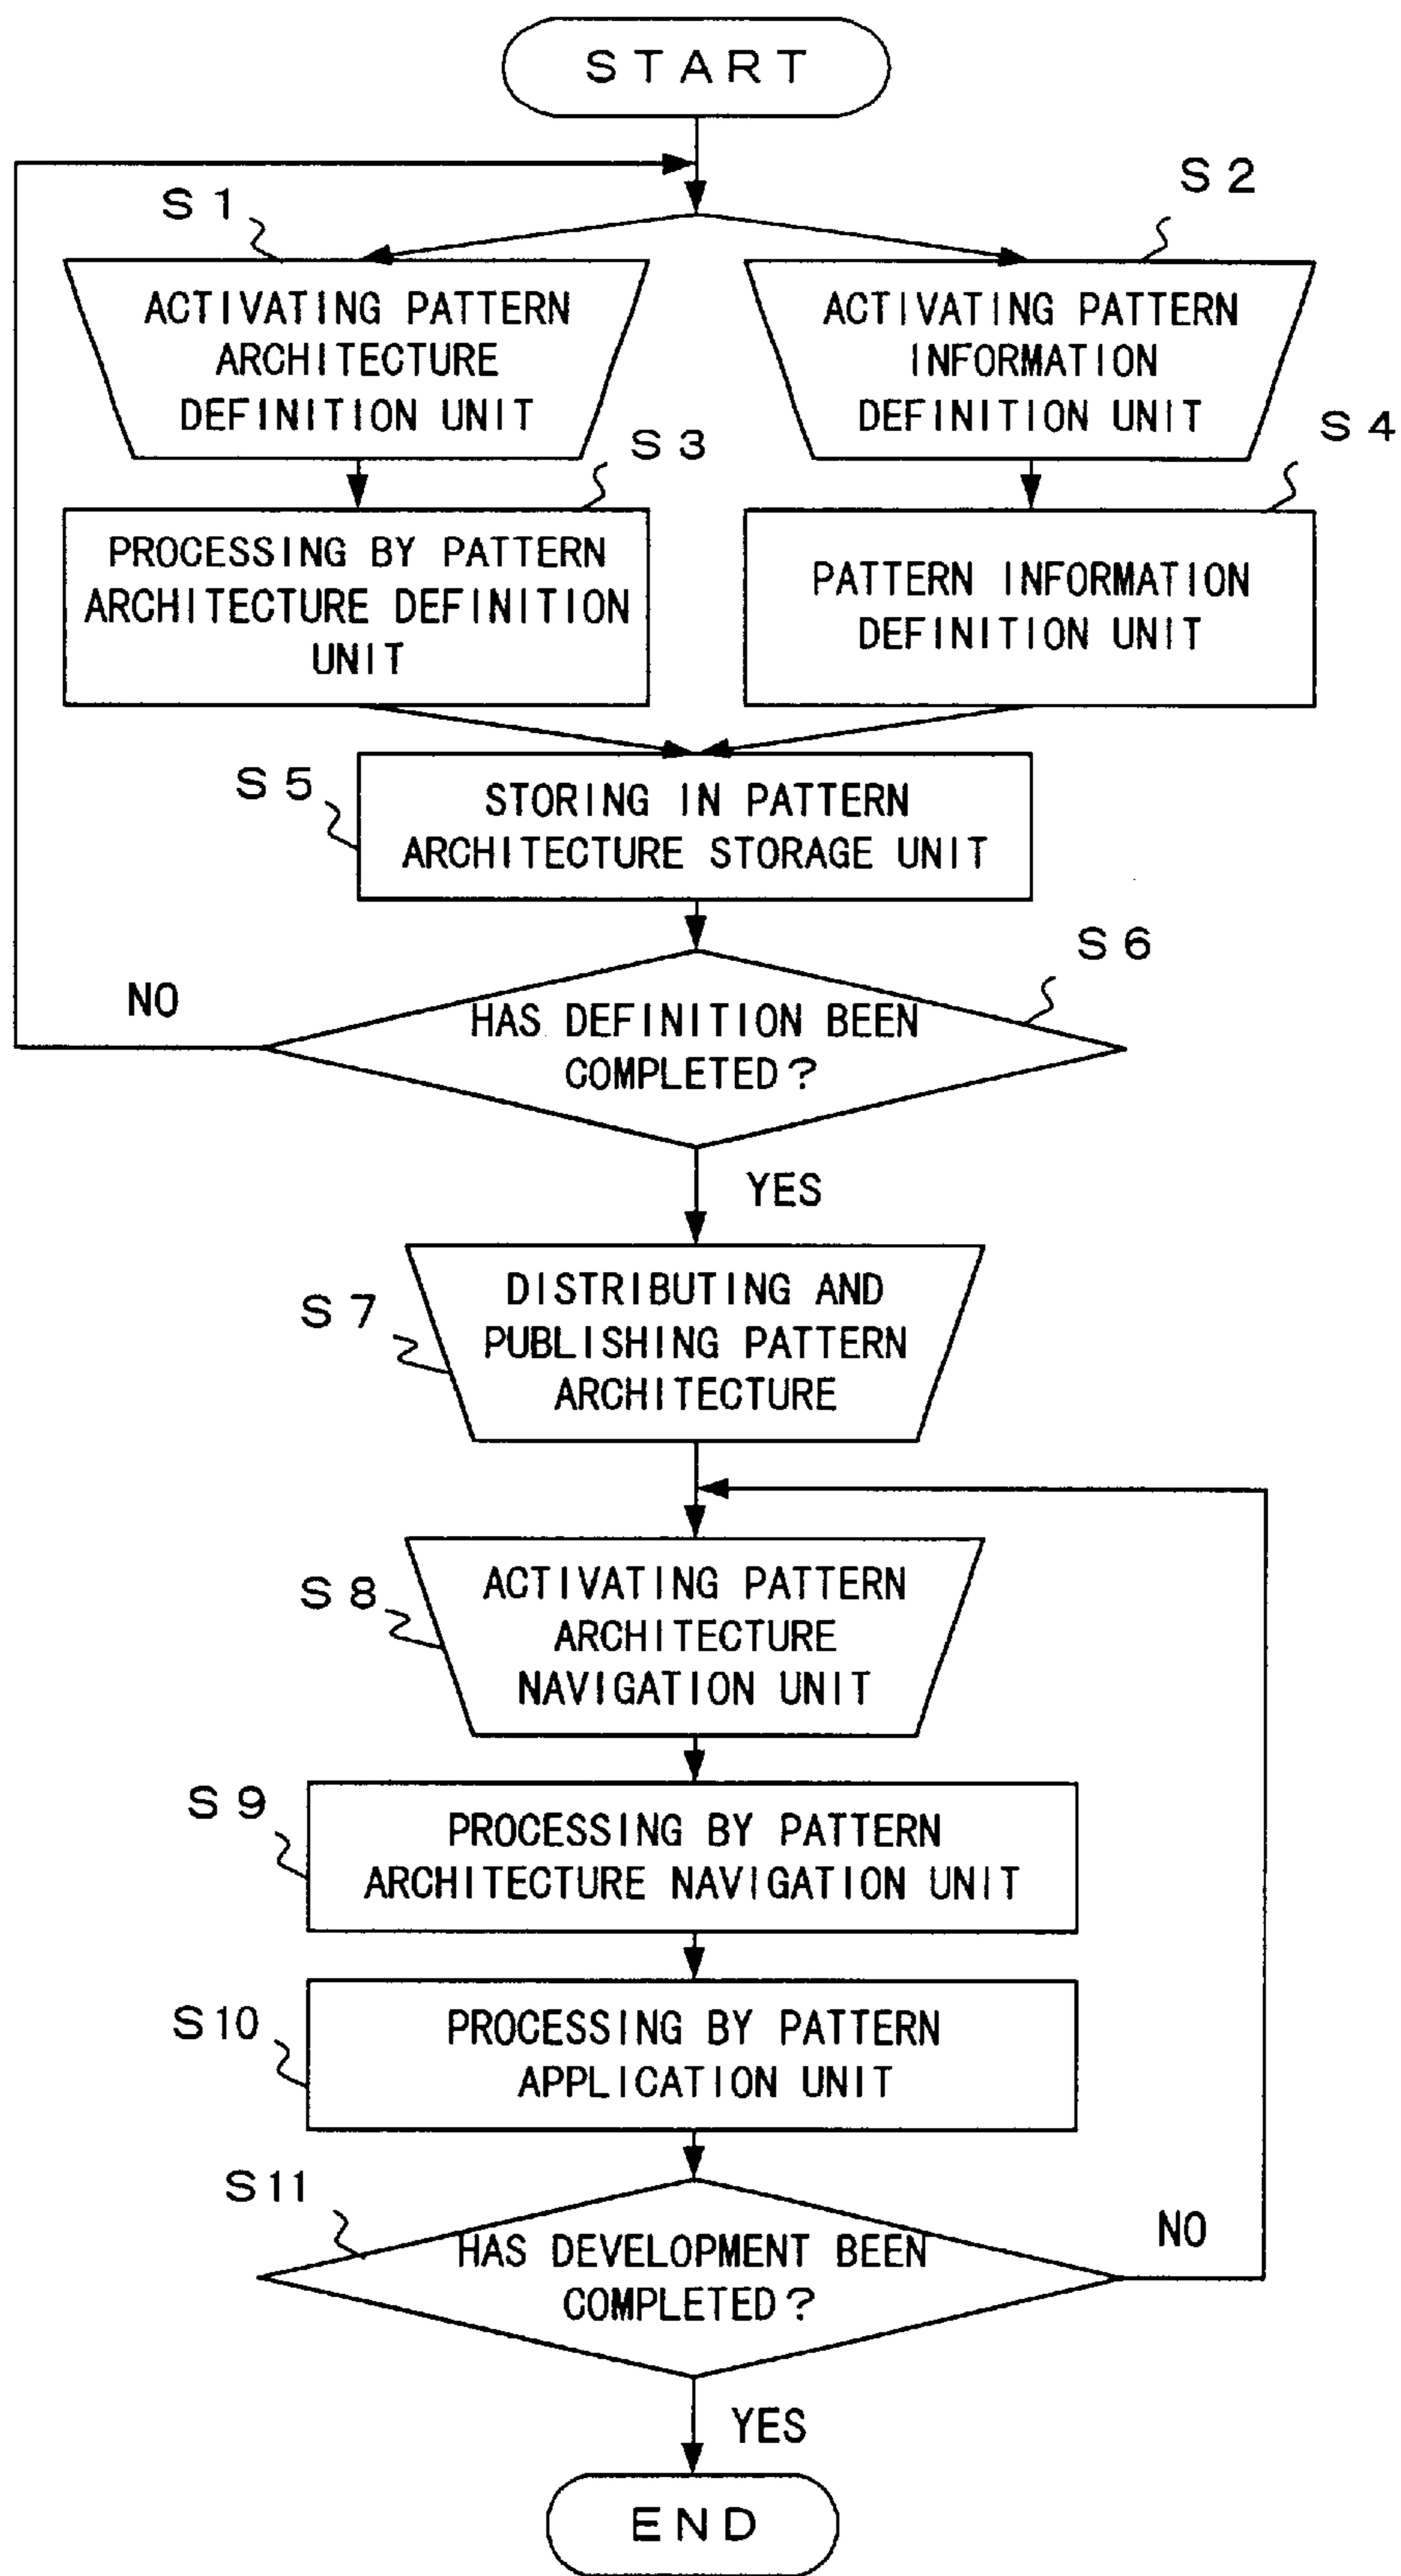 START
S1
S2
ACTIVATING PATTERN
ARCHITECTURE
DEFINITION UNIT
ACTIVATING PATTERN
INFORMATION
DEFINITION UNIT
S3
S4
PROCESSING BY PATTERN
ARCHITECTURE DEFINITION
UNIT
PATTERN INFORMATION
DEFINITION UNIT
S5
STORING IN PATTERN
ARCHITECTURE STORAGE UNIT
S6
HAS DEFINITION BEEN
COMPLETED?
NO
YES
S7
DISTRIBUTING AND
PUBLISHING PATTERN
ARCHITECTURE
S8
ACTIVATING PATTERN
ARCHITECTURE
NAVIGATION UNIT
S9
PROCESSING BY PATTERN
ARCHITECTURE NAVIGATION UNIT
S10
PROCESSING BY PATTERN
APPLICATION UNIT
S11
HAS DEVELOPMENT BEEN
COMPLETED?
NO
YES
END